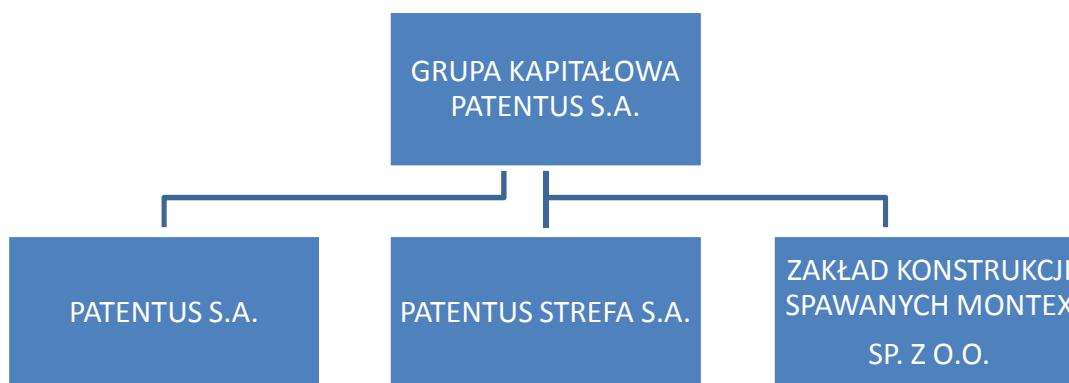 GRUPA KAPITAŁOWA
PATENTUS S.A.
PATENTUS S.A.
PATENTUS STREFA S.A.
ZAKŁAD KONSTRUKCJI
SPAWANYCH MONTEX
SP. Z O.O.